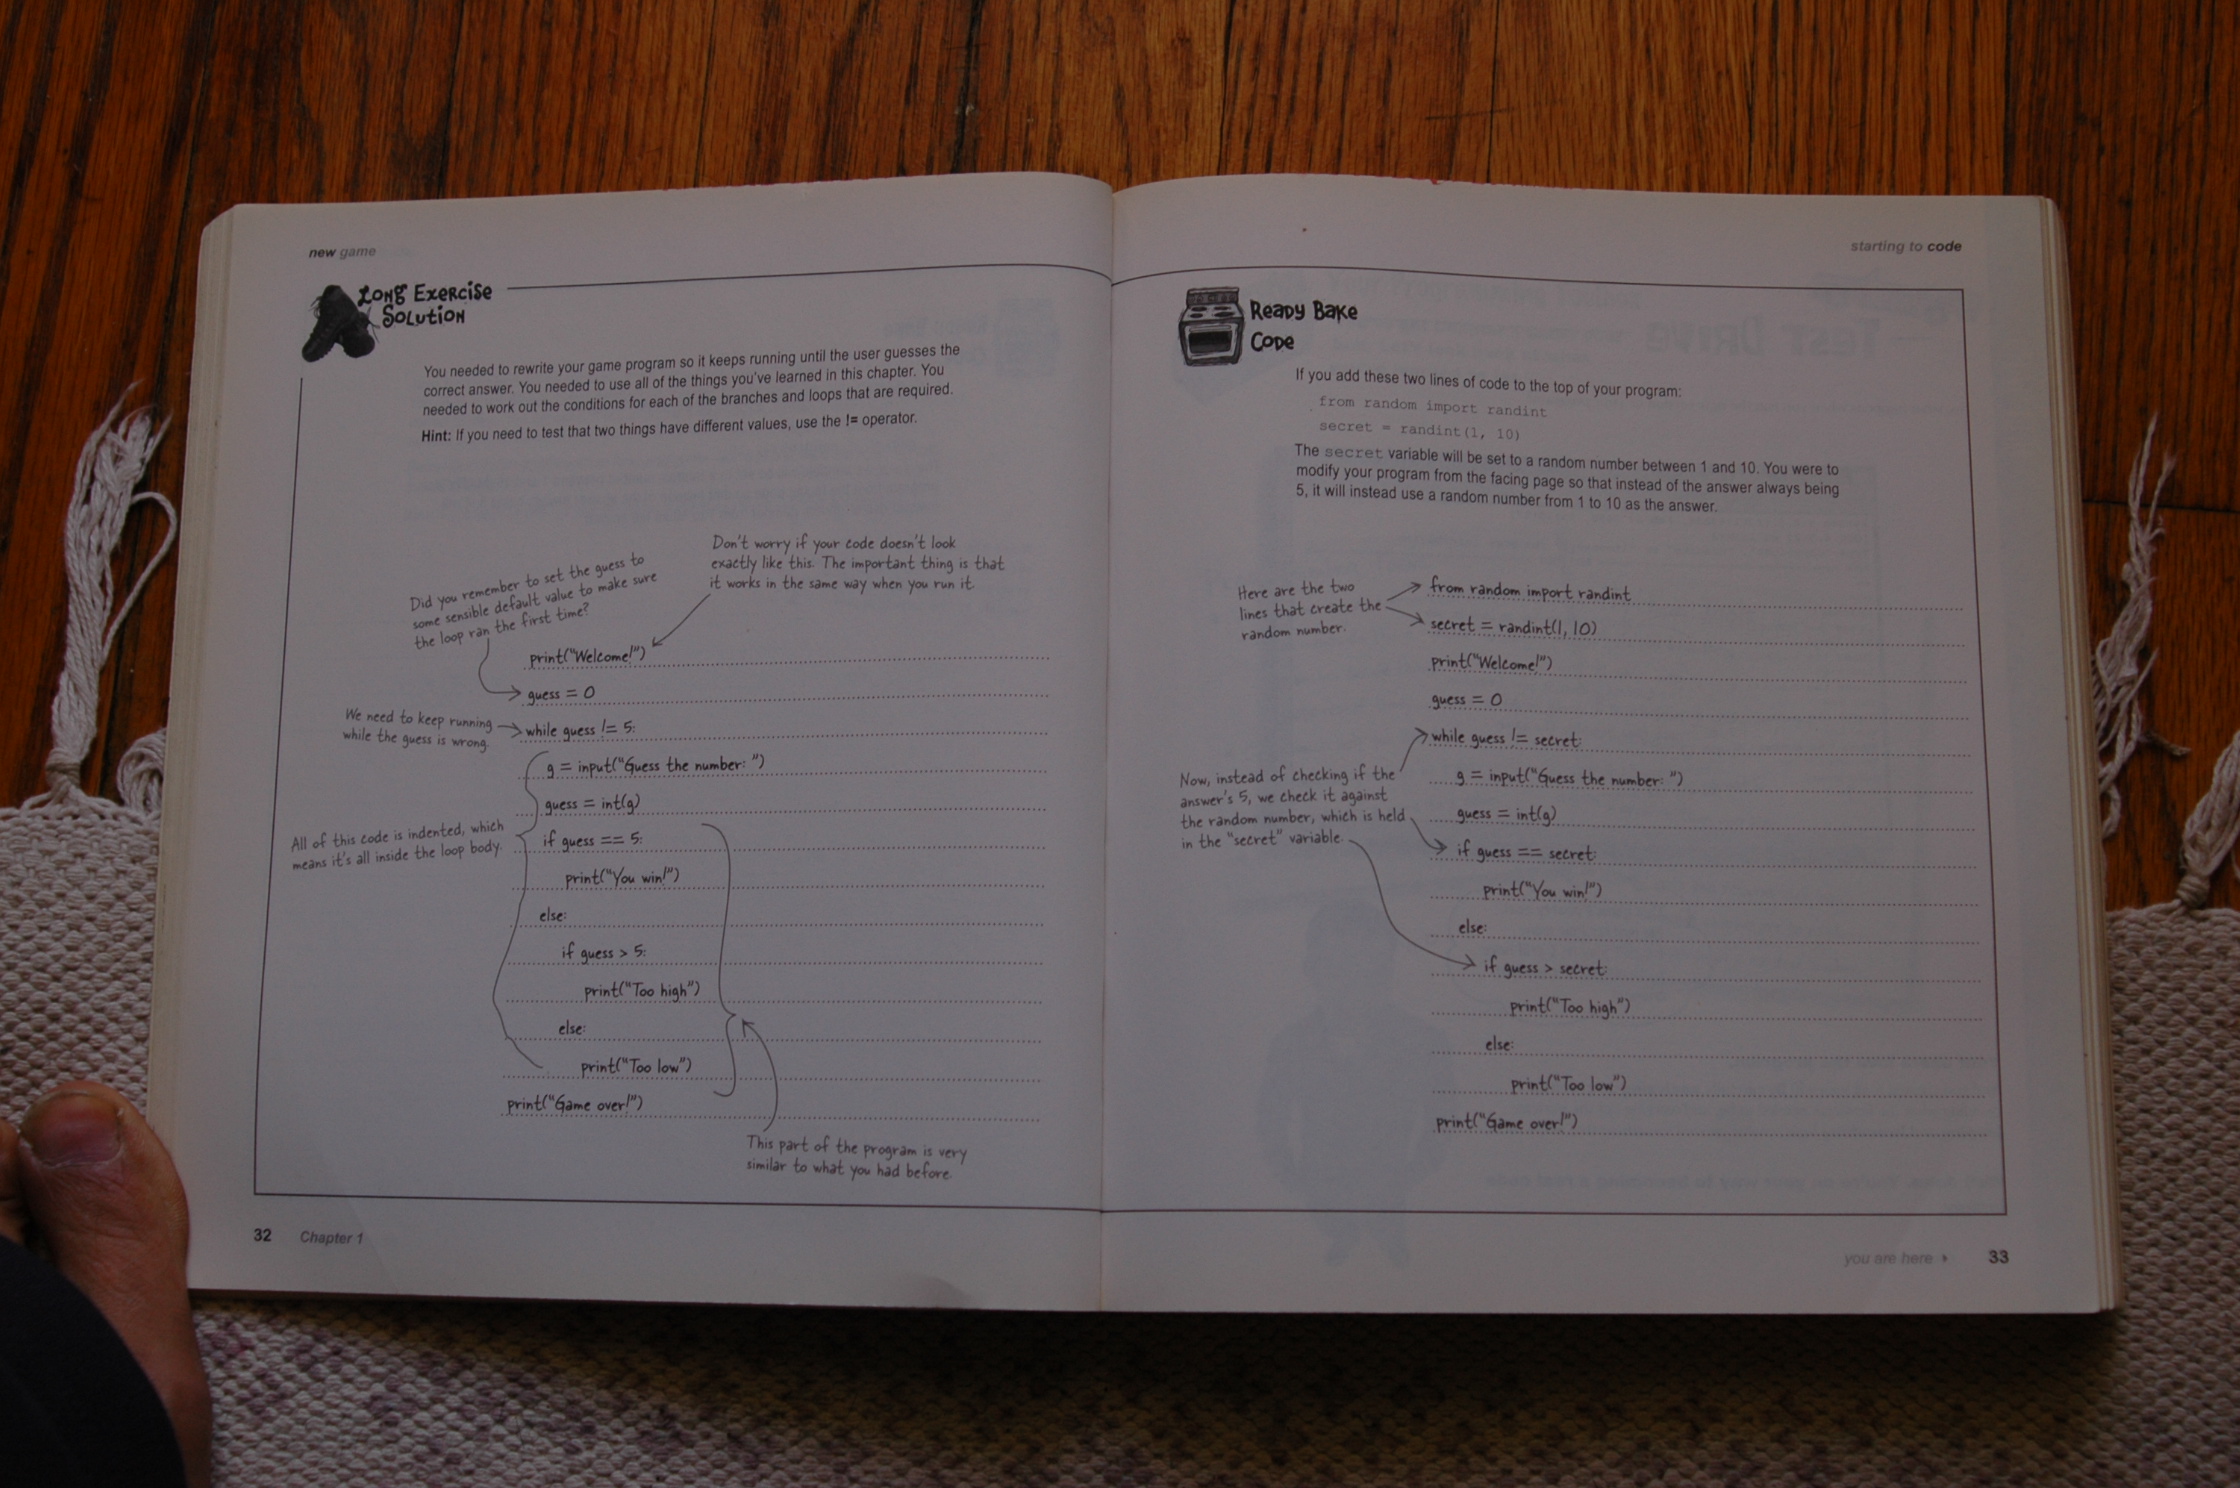 new game
Long Exercise
Solution
You needed to rewrite your game program so it keeps running until the user guesses the
correct answer. You needed to use all of the things you've learned in this chapter. You
needed to work out the conditions for each of the branches and loops that are required.
Hint: If you need to test that two things have different values, use the != operator.
Don't worry if your code doesn't look
exactly like this. The important thing is that
it works in the same way when you run it.
Did you remember to set the guess to
some sensible default value to make sure
the loop ran the first time?
print("Welcome!")
guess = 0
We need to keep running
while the guess is wrong.
while guess != 5:
g = input("Guess the number: ")
guess = int(g)
All of this code is indented, which
means it's all inside the loop body.
if guess == 5:
print("You win!")
else:
if guess > 5:
print("Too high")
else:
print("Too low")
print("Game over!")
This part of the program is very
similar to what you had before.
32 Chapter 1
starting to code
Ready Bake
Code
If you add these two lines of code to the top of your program:
from random import randint
secret = randint(1, 10)
The secret variable will be set to a random number between 1 and 10. You were to
modify your program from the facing page so that instead of the answer always being
5, it will instead use a random number from 1 to 10 as the answer.
Here are the two
lines that create the
random number.
from random import randint
secret = randint(1, 10)
print("Welcome!")
guess = 0
Now, instead of checking if the
answer's 5, we check it against
the random number, which is held
in the "secret" variable.
while guess != secret:
g = input("Guess the number: ")
guess = int(g)
if guess == secret:
print("You win!")
else:
if guess > secret:
print("Too high")
else:
print("Too low")
print("Game over!")
you are here ▸ 33